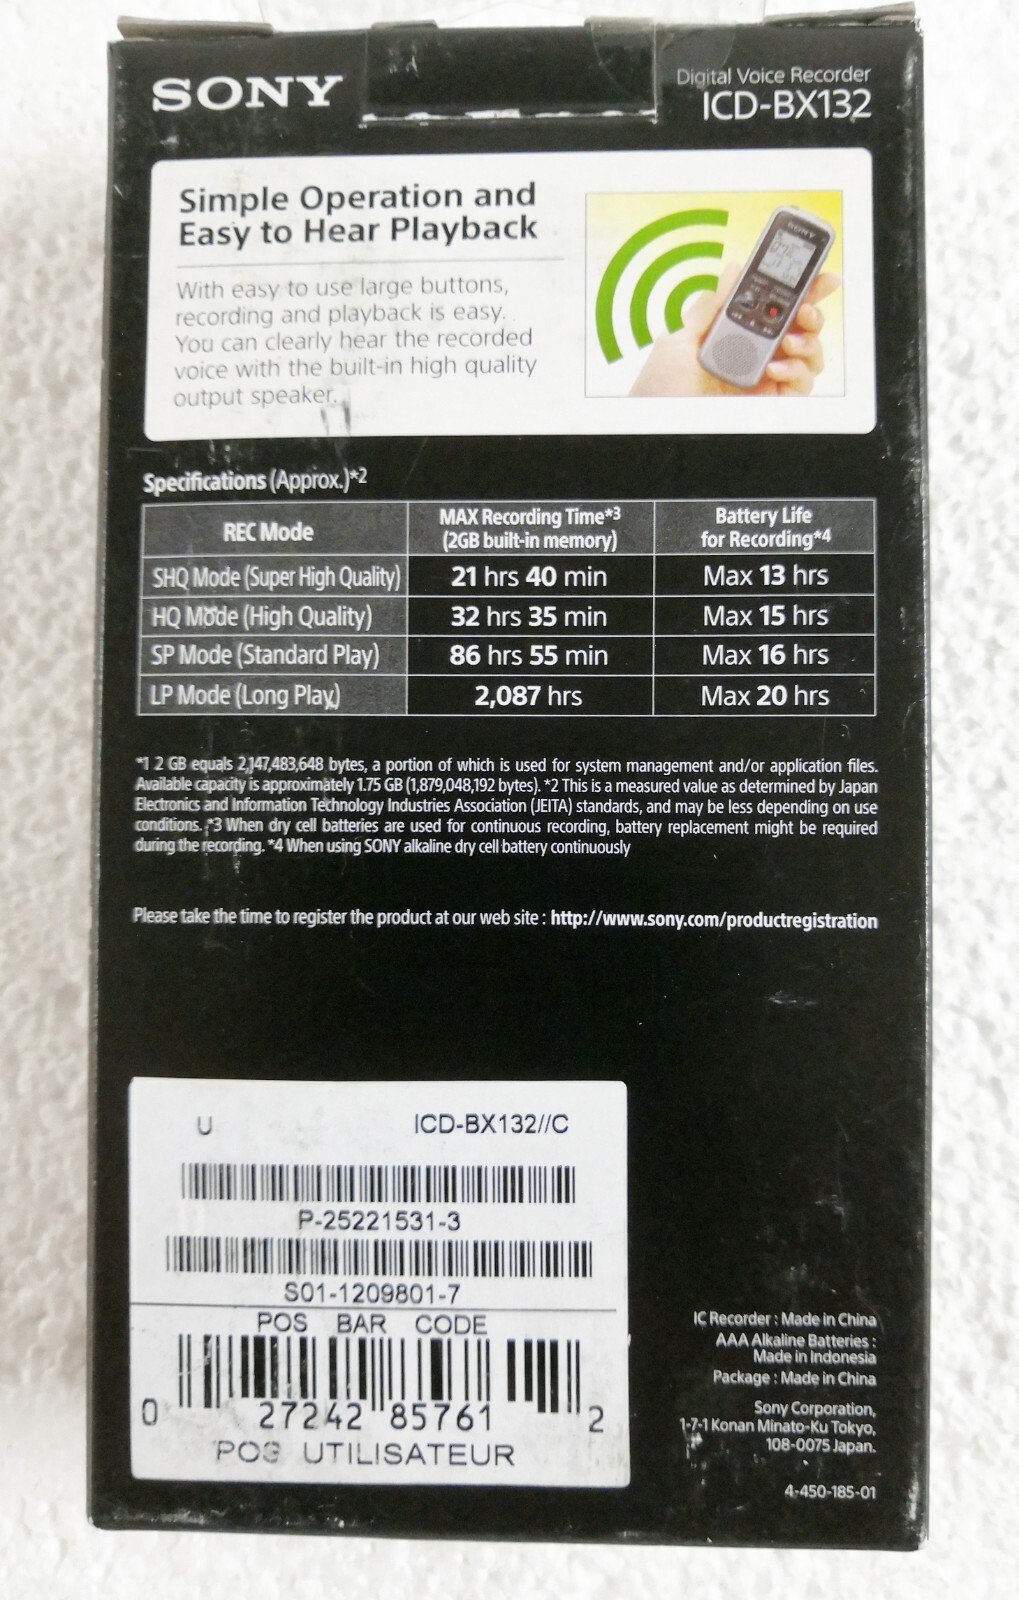 SONY
Digital Voice Recorder
ICD-BX132
Simple Operation and
Easy to Hear Playback
With easy to use large buttons,
recording and playback is easy.
You can clearly hear the recorded
voice with the built-in high quality
output speaker.
SONY
Specifications (Approx.)*2
REC Mode
MAX Recording Time*3
(2GB built-in memory)
Battery Life
for Recording*4
SHQ Mode (Super High Quality)
21 hrs 40 min
Max 13 hrs
HQ Mode (High Quality)
32 hrs 35 min
Max 15 hrs
SP Mode (Standard Play)
86 hrs 55 min
Max 16 hrs
LP Mode (Long Play)
2,087 hrs
Max 20 hrs
*1 2 GB equals 2,147,483,648 bytes, a portion of which is used for system management and/or application files.
Available capacity is approximately 1.75 GB (1,879,048,192 bytes). *2 This is a measured value as determined by Japan
Electronics and Information Technology Industries Association (JEITA) standards, and may be less depending on use
conditions. *3 When dry cell batteries are used for continuous recording, battery replacement might be required
during the recording. *4 When using SONY alkaline dry cell battery continuously
Please take the time to register the product at our web site : http://www.sony.com/productregistration
U ICD-BX132//C
P-25221531-3
S01-1209801-7
POS BAR CODE
0 27242 85761 2
POS UTILISATEUR
IC Recorder : Made in China
AAA Alkaline Batteries :
Made in Indonesia
Package : Made in China
Sony Corporation,
1-7-1 Konan Minato-Ku Tokyo,
108-0075 Japan.
4-450-185-01